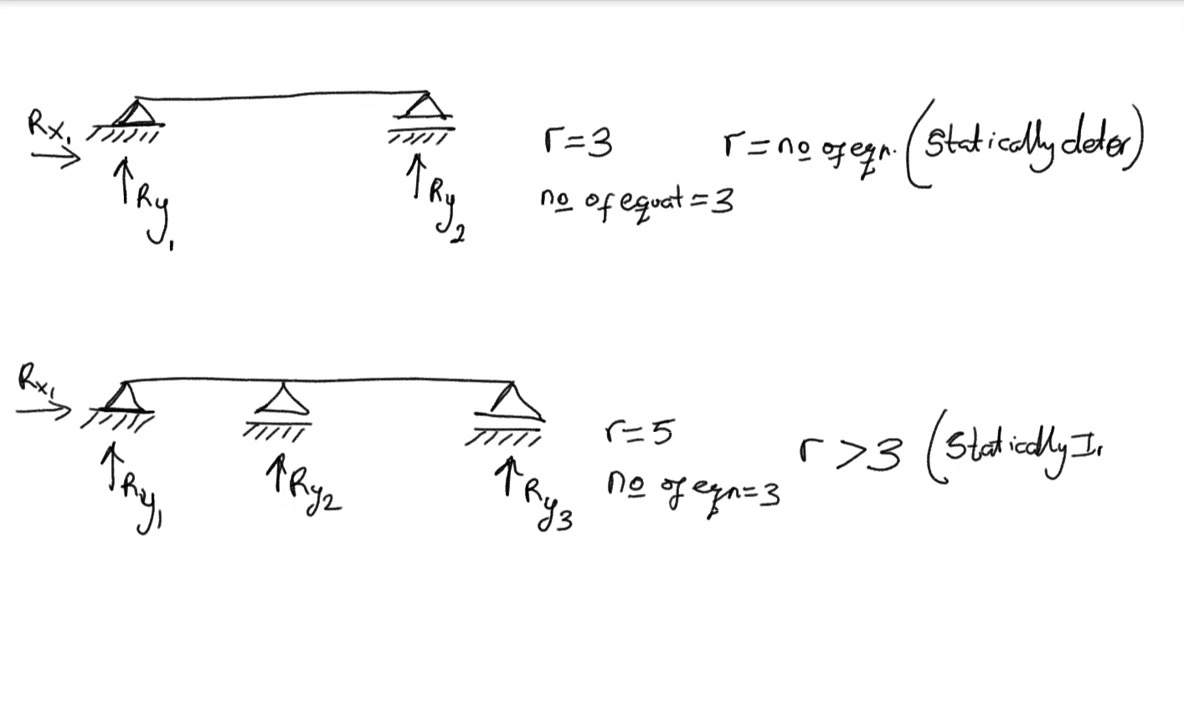 Rx₁
Ry₁
Ry₂
r=3 r=no of eqn. (Statically deter)
no of equat=3
Rx₁
Ry₁
Ry₂
Ry₃
r=5
no of eqn=3
r>3 (Statically I